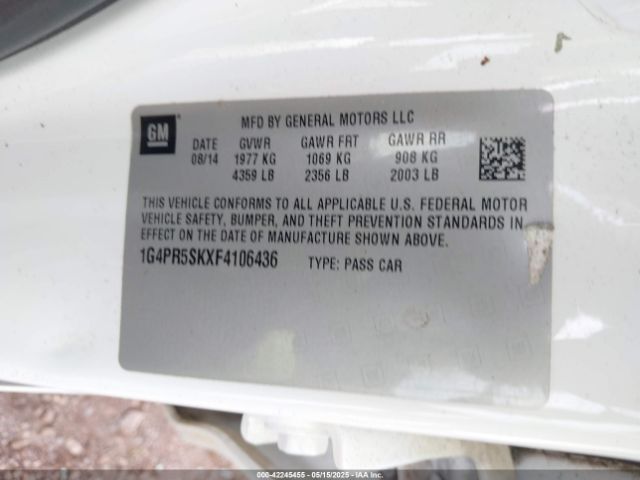 MFD BY GENERAL MOTORS LLC
GM
DATE GVWR GAWR FRT GAWR RR
08/14 1977 KG 1069 KG 908 KG
4359 LB 2356 LB 2003 LB
THIS VEHICLE CONFORMS TO ALL APPLICABLE U.S. FEDERAL MOTOR
VEHICLE SAFETY, BUMPER, AND THEFT PREVENTION STANDARDS IN
EFFECT ON THE DATE OF MANUFACTURE SHOWN ABOVE.
1G4PR5SKXF4106436 TYPE: PASS CAR
000-42245455 - 05/15/2025 - IAAI.COM